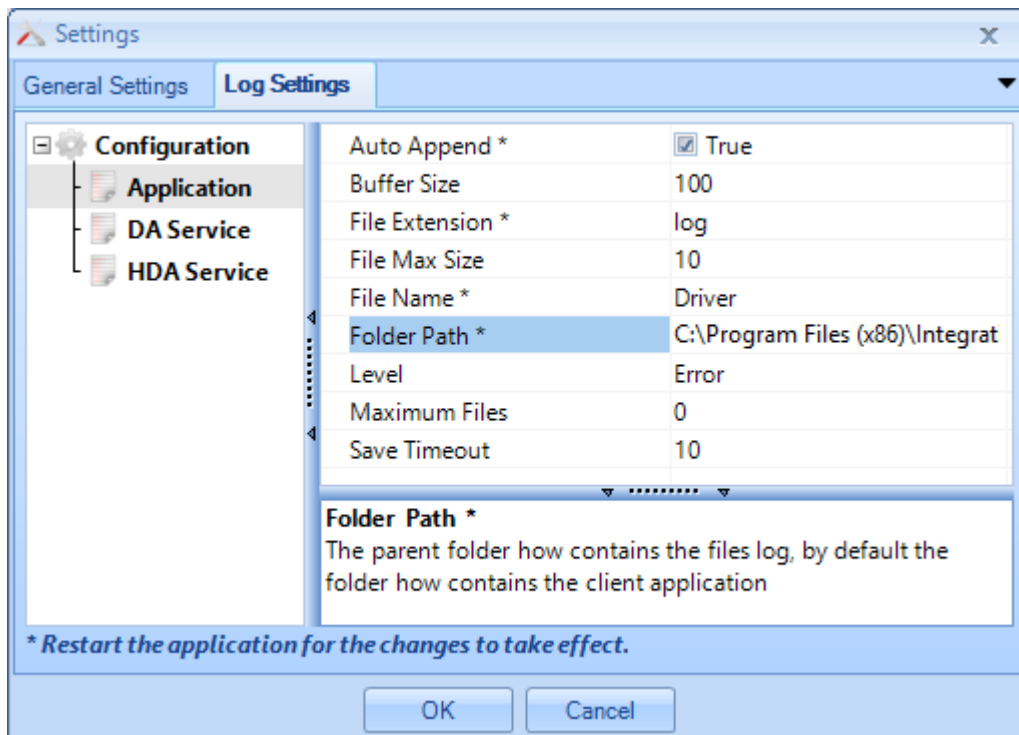 Settings
General Settings Log Settings
Configuration
Application
DA Service
HDA Service
Auto Append * True
Buffer Size 100
File Extension * log
File Max Size 10
File Name * Driver
Folder Path * C:\Program Files (x86)\Integrat
Level Error
Maximum Files 0
Save Timeout 10
Folder Path *
The parent folder how contains the files log, by default the
folder how contains the client application
* Restart the application for the changes to take effect.
OK Cancel